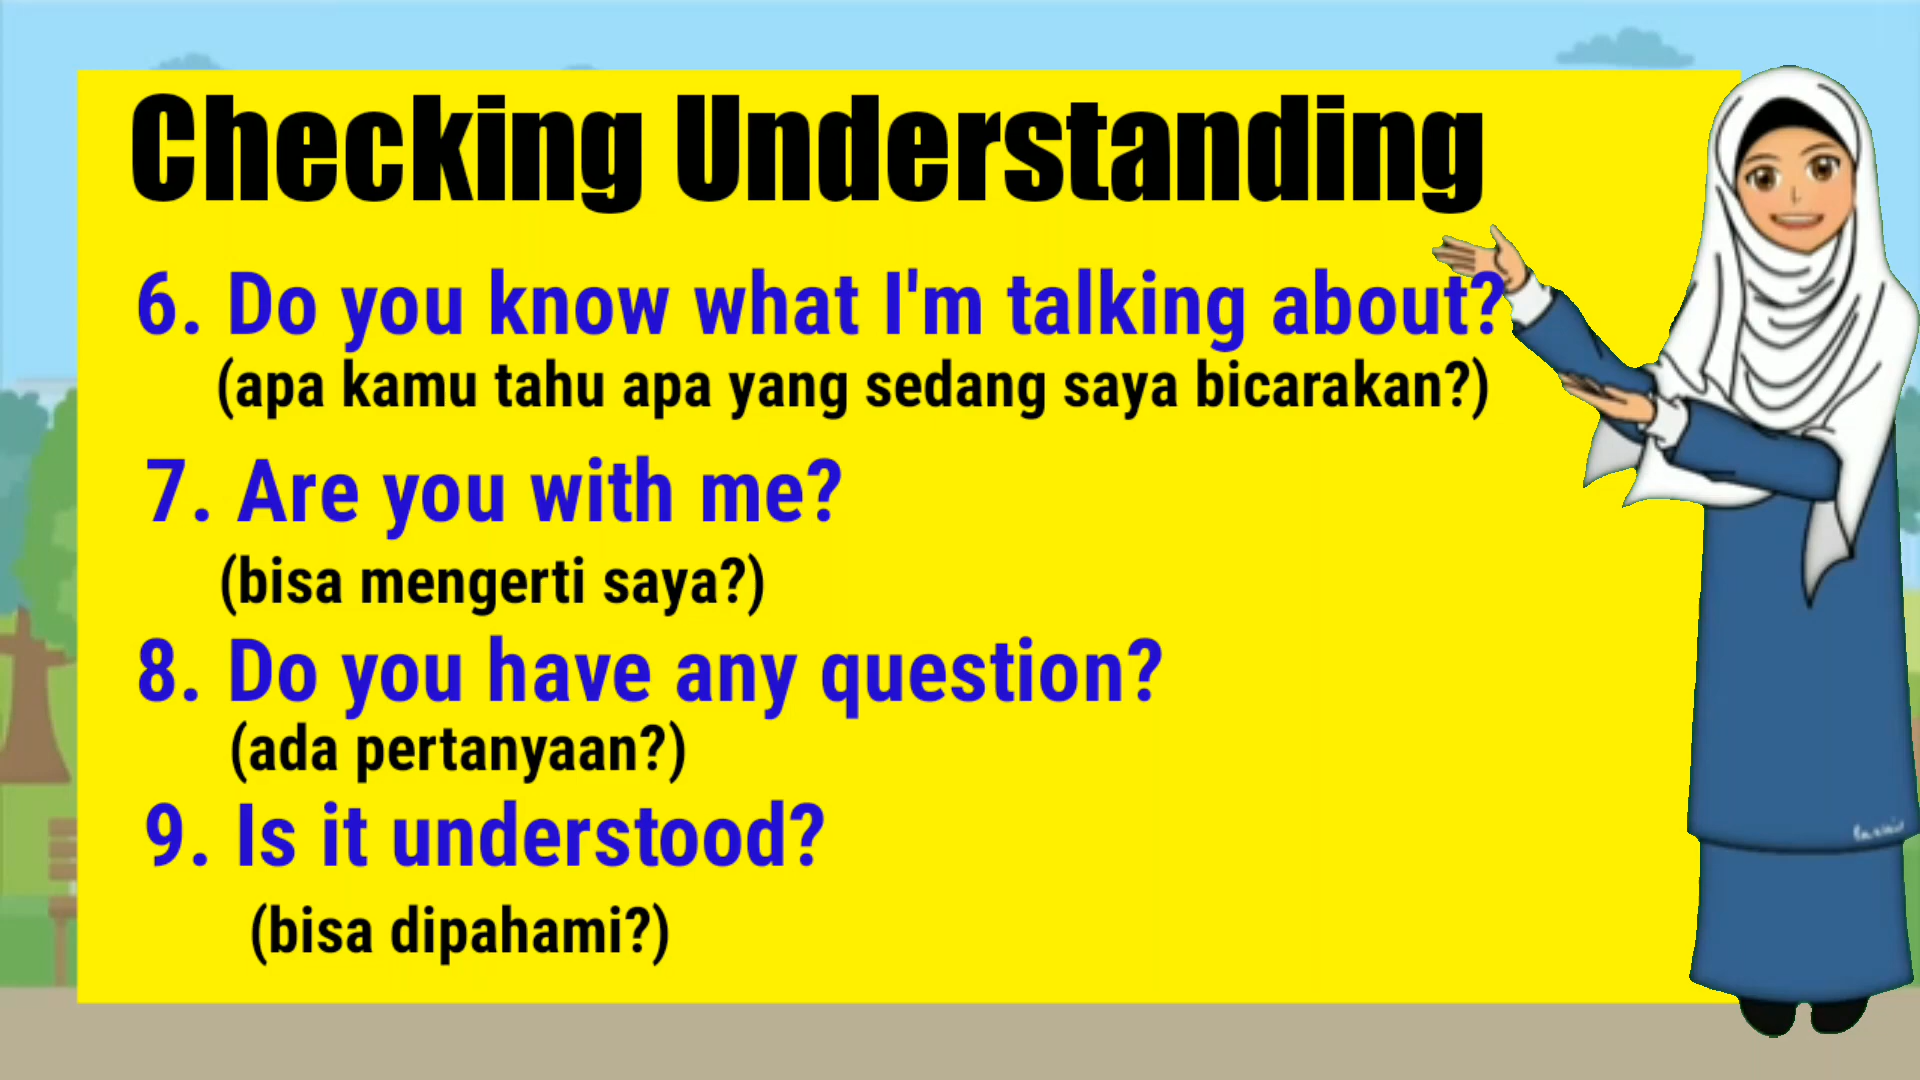 Checking Understanding
6. Do you know what I'm talking about?
(apa kamu tahu apa yang sedang saya bicarakan?)
7. Are you with me?
(bisa mengerti saya?)
8. Do you have any question?
(ada pertanyaan?)
9. Is it understood?
(bisa dipahami?)